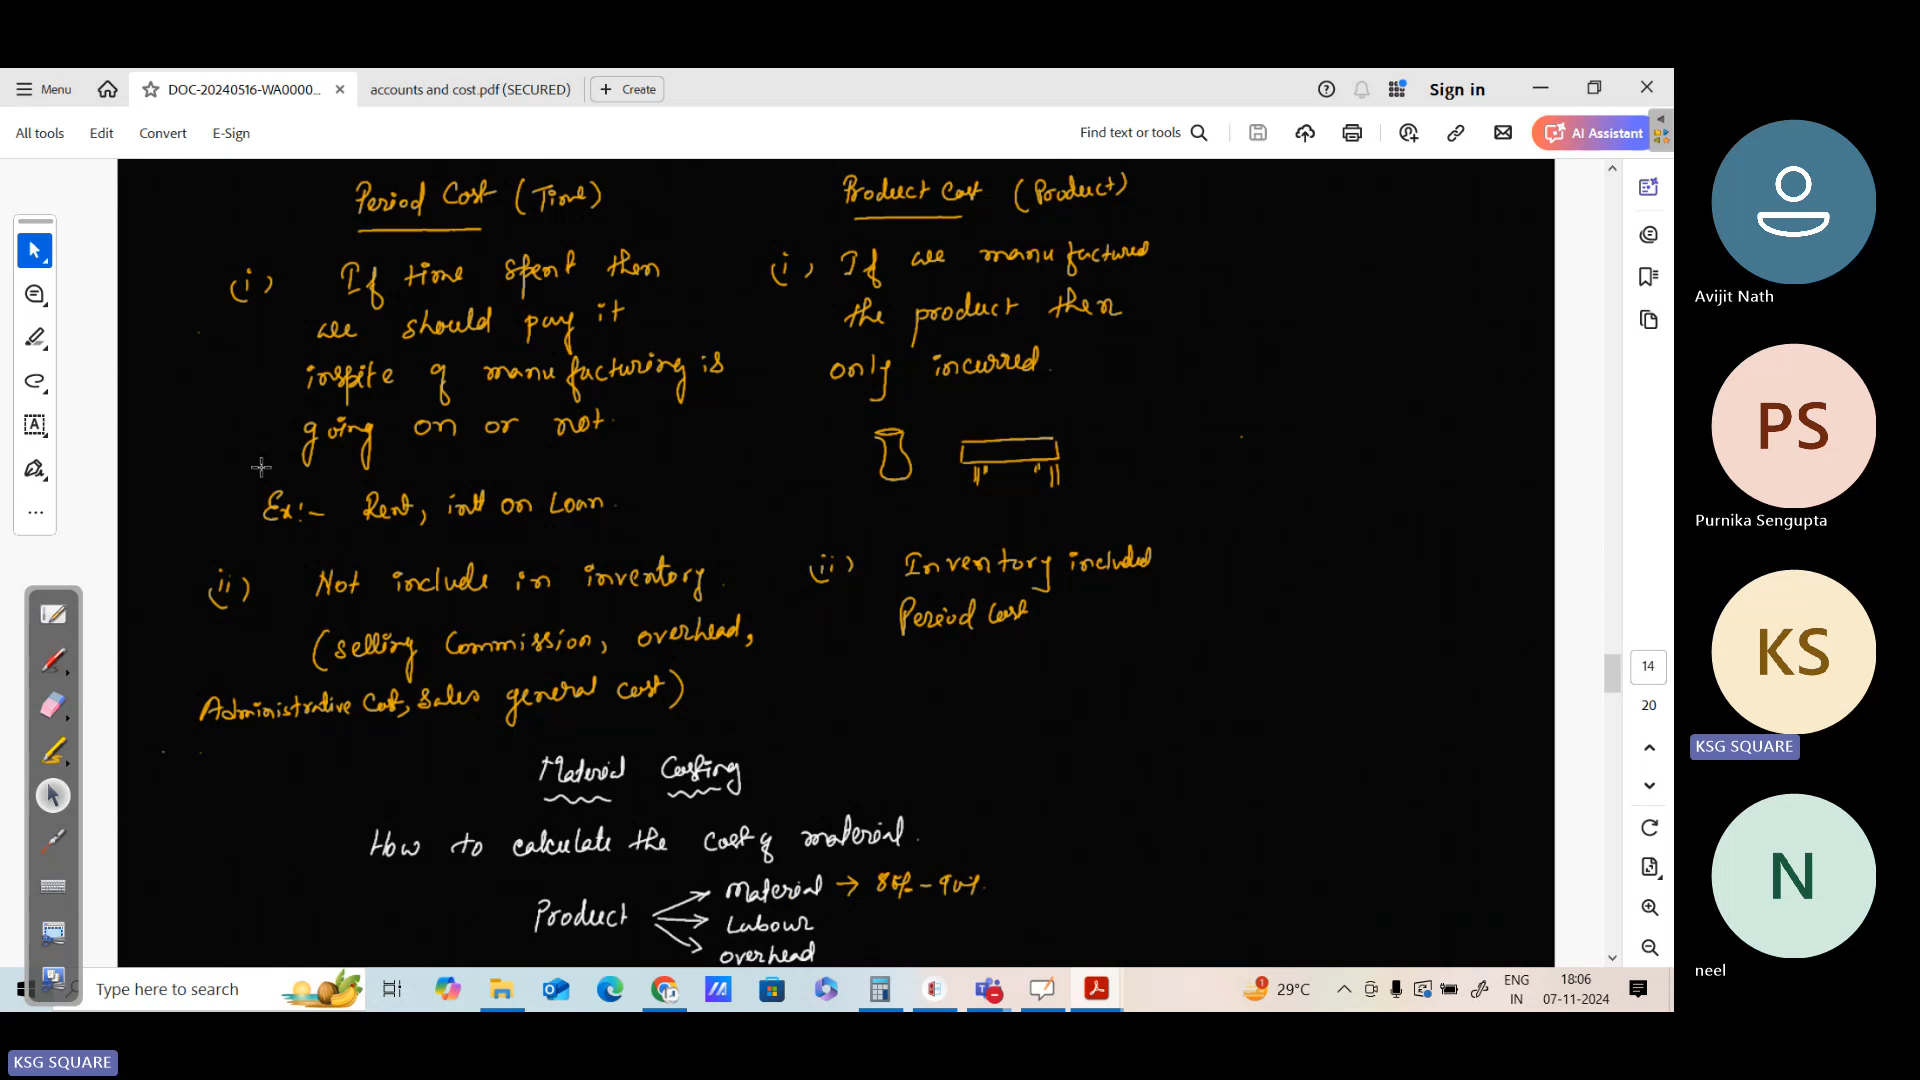 Menu
DOC-20240516-WA0000...
accounts and cost.pdf (SECURED)
Create
Sign in
All tools
Edit
Convert
E-Sign
Find text or tools
AI Assistant
Period Cost (Time)
(i) If time spent then
we should pay it
inspite of manufacturing is
going on or not.
Ex:- Rent, intt on Loan.
(ii) Not include in inventory.
(selling Commission, overhead,
Administrative Cost, sales general cost)
Product Cost (Product)
(i) If we manufactured
the product then
only incurred.
(ii) Inventory included
Period Cost
Material Costing
How to calculate the cost of material.
Product
Material → 85% - 90%.
Labour
overhead
14
20
Avijit Nath
PS
Purnika Sengupta
KS
KSG SQUARE
N
neel
Type here to search
29°C
ENG
IN
18:06
07-11-2024
KSG SQUARE